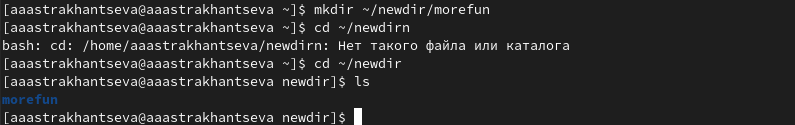 [aaastrakhantseva@aaastrakhantseva ~]$ mkdir ~/newdir/morefun
[aaastrakhantseva@aaastrakhantseva ~]$ cd ~/newdirn
bash: cd: /home/aaastrakhantseva/newdirn: Нет такого файла или каталога
[aaastrakhantseva@aaastrakhantseva ~]$ cd ~/newdir
[aaastrakhantseva@aaastrakhantseva newdir]$ ls
morefun
[aaastrakhantseva@aaastrakhantseva newdir]$